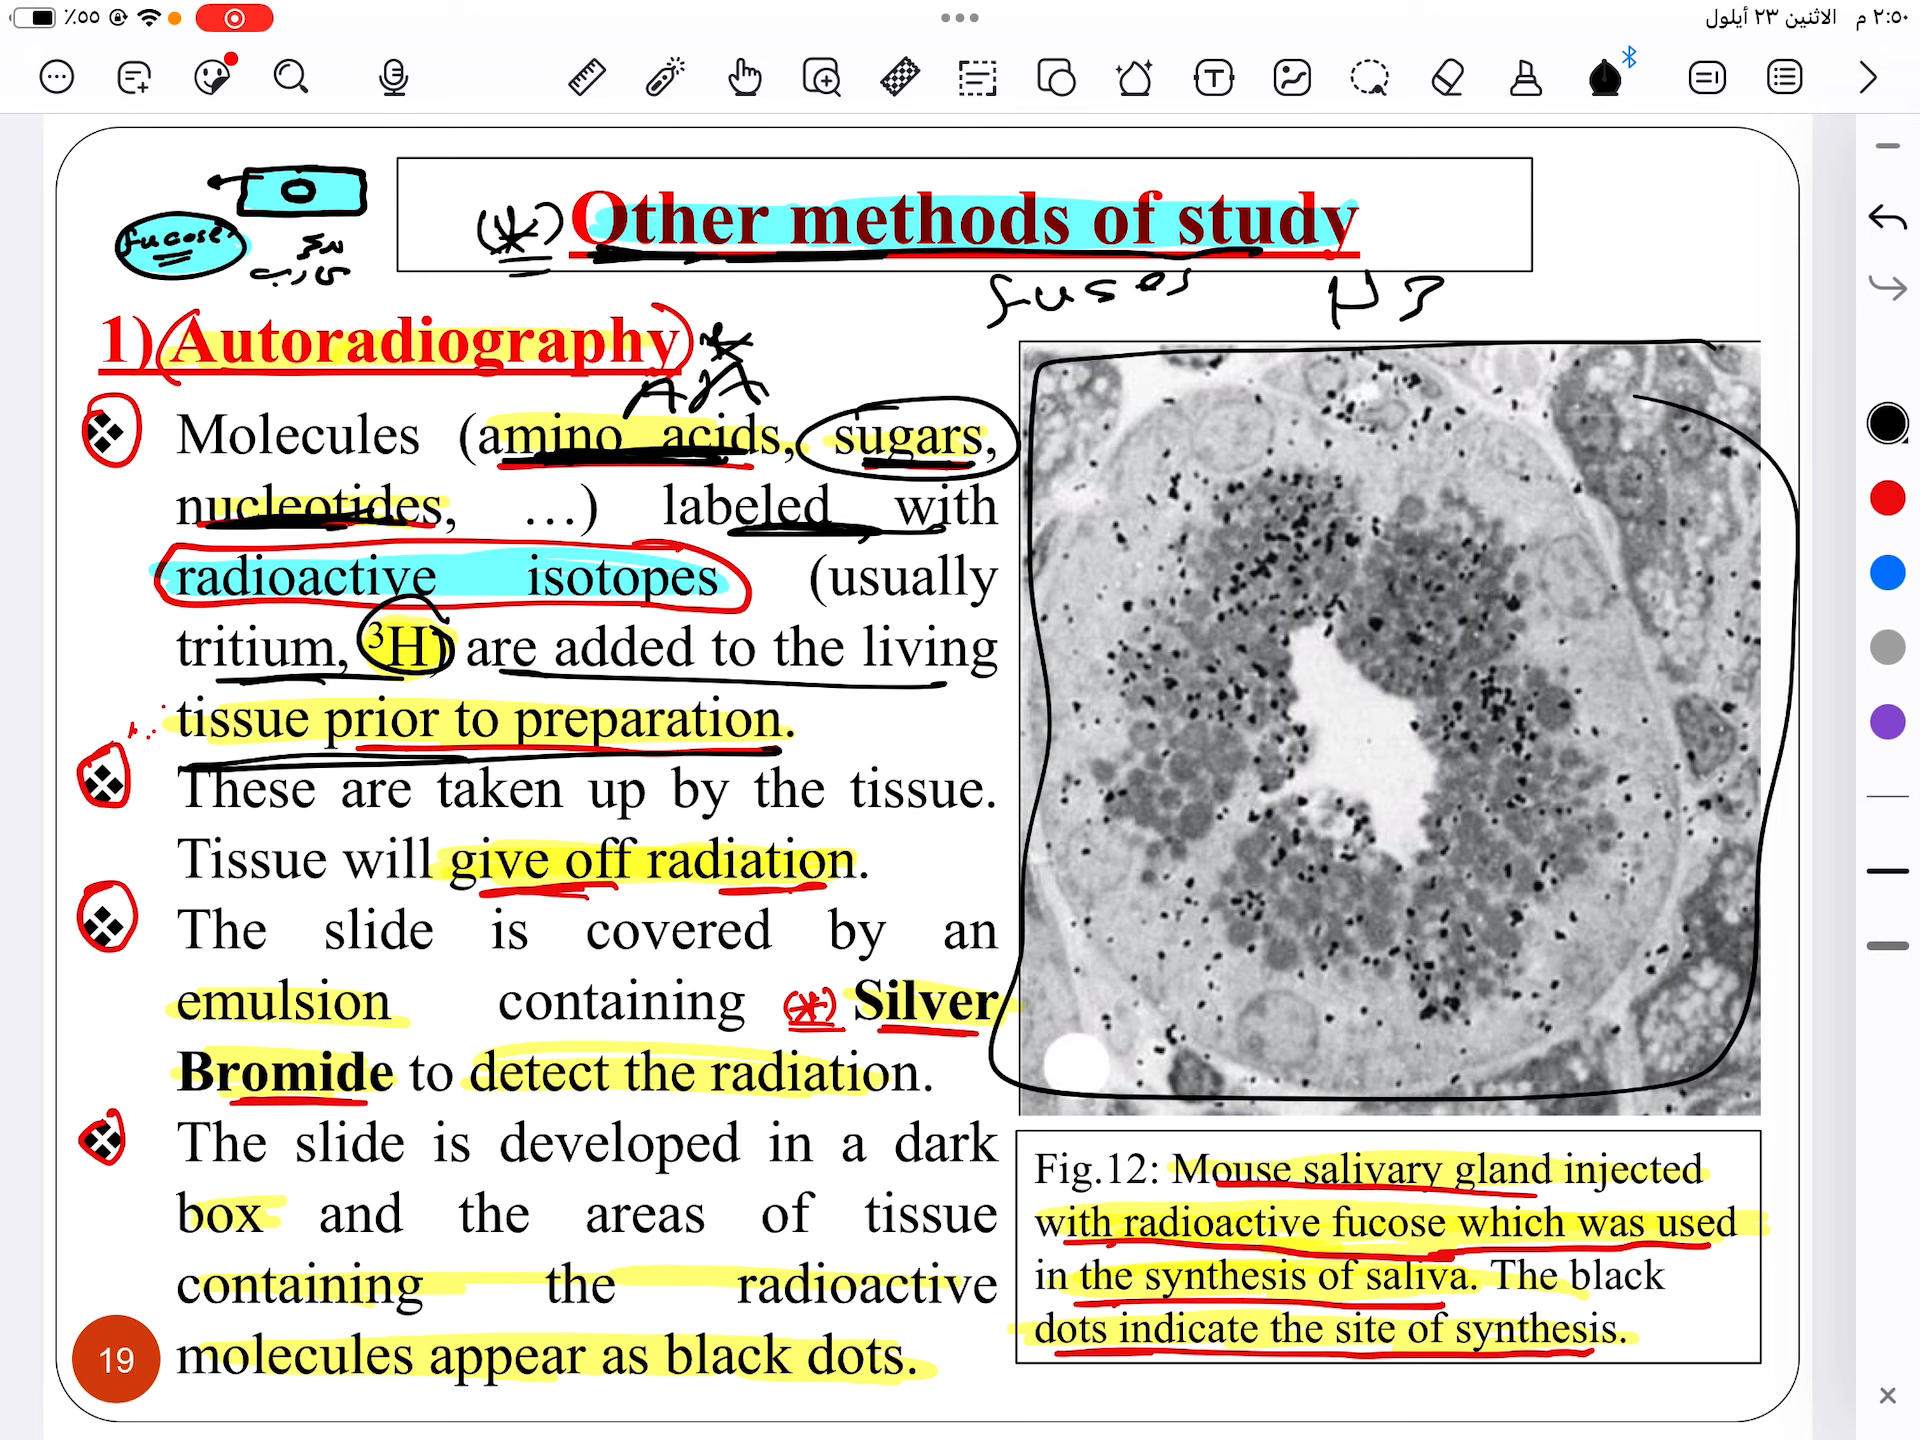 ٪٥٥
الاثنين ٢٣ أيلول ٢:٥٠ م
fucose
(*) Other methods of study
fuses H3
1) Autoradiography
Molecules (amino acids, sugars,
nucleotides, ...) labeled with
radioactive isotopes (usually
tritium, ³H) are added to the living
tissue prior to preparation.
These are taken up by the tissue.
Tissue will give off radiation.
The slide is covered by an
emulsion containing (*) Silver
Bromide to detect the radiation.
The slide is developed in a dark
box and the areas of tissue
containing the radioactive
molecules appear as black dots.
Fig.12: Mouse salivary gland injected
with radioactive fucose which was used
in the synthesis of saliva. The black
dots indicate the site of synthesis.
19